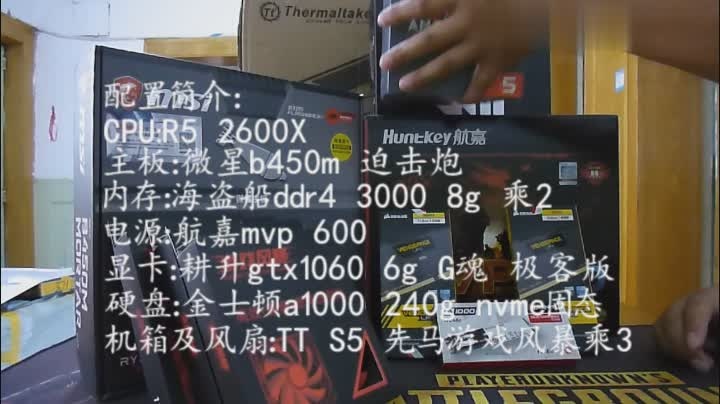 Thermaltake
配置简介:
CPU:R5 2600X
主板:微星b450m 迫击炮
内存:海盗船ddr4 3000 8g 乘2
电源:航嘉mvp 600
显卡:耕升gtx1060 6g G魂 极客版
硬盘:金士顿a1000 240g nvme固态
机箱及风扇:TT S5 先马游戏风暴乘3
msi
Huntkey航嘉
B450M
MORTAR
VENGEANCE
5
PLAYERUNKNOWN'S